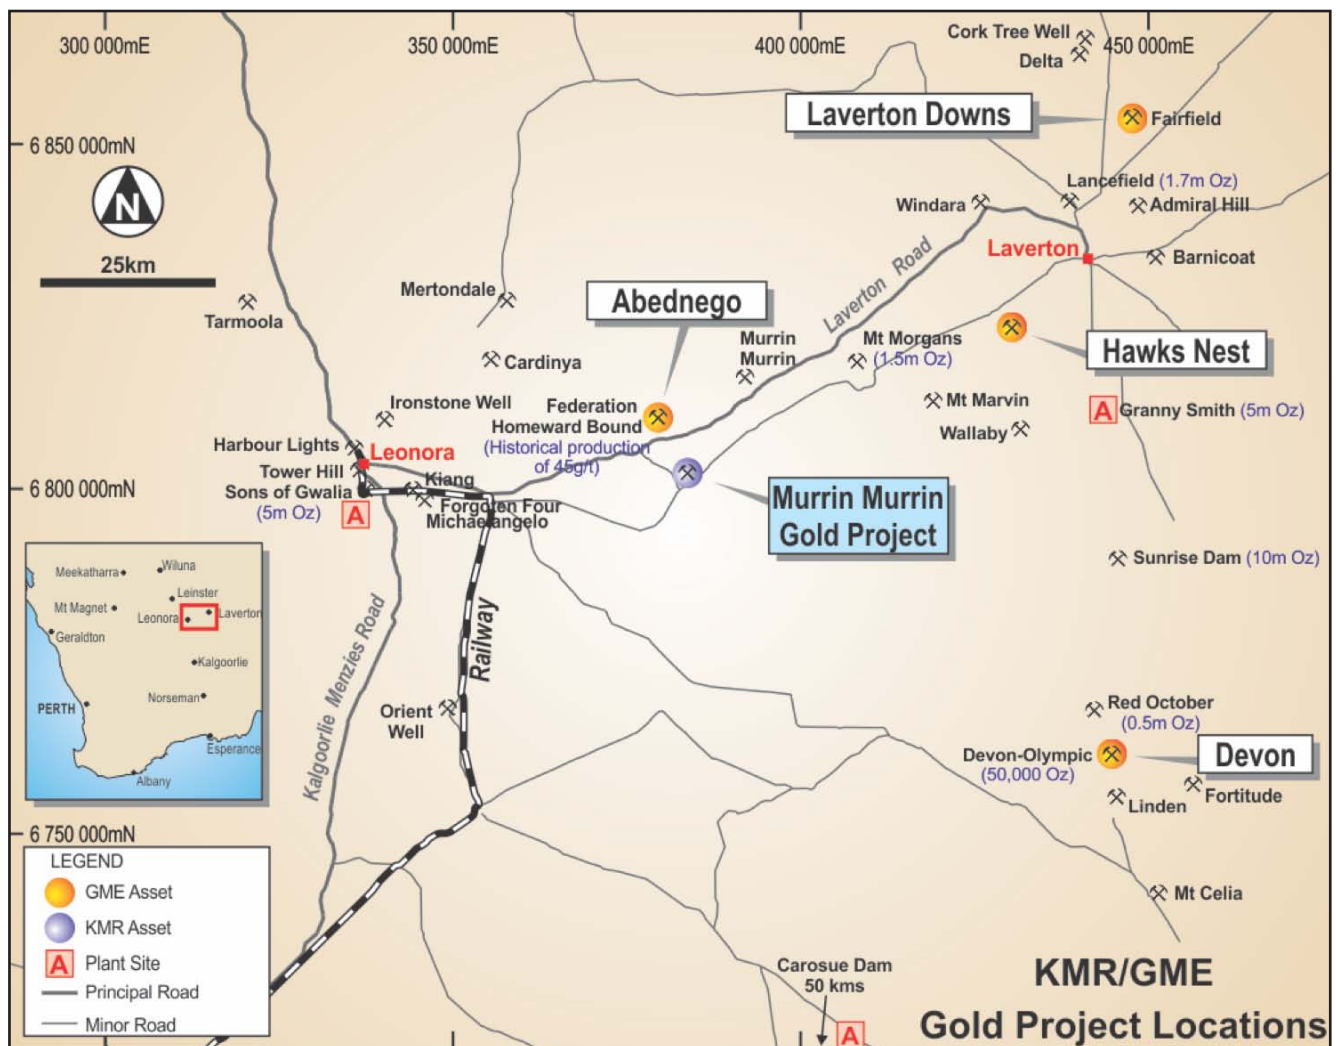 300 000mE
350 000mE
400 000mE
450 000mE
Cork Tree Well
Delta
Laverton Downs
Fairfield
6 850 000mN
N
25km
Lancefield (1.7m Oz)
Admiral Hill
Windara
Laverton
Barnicoat
Laverton Road
Mertondale
Abednego
Tarmoola
Murrin
Murrin
Mt Morgans
(1.5m Oz)
Hawks Nest
Cardinya
Ironstone Well
Federation
Homeward Bound
(Historical production
of 45g/t)
Mt Marvin
Wallaby
A
Granny Smith (5m Oz)
Harbour Lights
Leonora
Tower Hill
Sons of Gwalia
(5m Oz)
A
Kiang
Forgoten Four
Michaelangelo
6 800 000mN
Murrin Murrin
Gold Project
Sunrise Dam (10m Oz)
Meekatharra
Wiluna
Leinster
Mt Magnet
Leonora
Laverton
Geraldton
Kalgoorlie
Norseman
PERTH
Esperance
Albany
Kalgoorlie Menzies Road
Railway
Orient
Well
Red October
(0.5m Oz)
Devon-Olympic
(50,000 Oz)
Devon
Linden
Fortitude
6 750 000mN
Mt Celia
LEGEND
GME Asset
KMR Asset
A Plant Site
Principal Road
Minor Road
Carosue Dam
50 kms
A
KMR/GME
Gold Project Locations